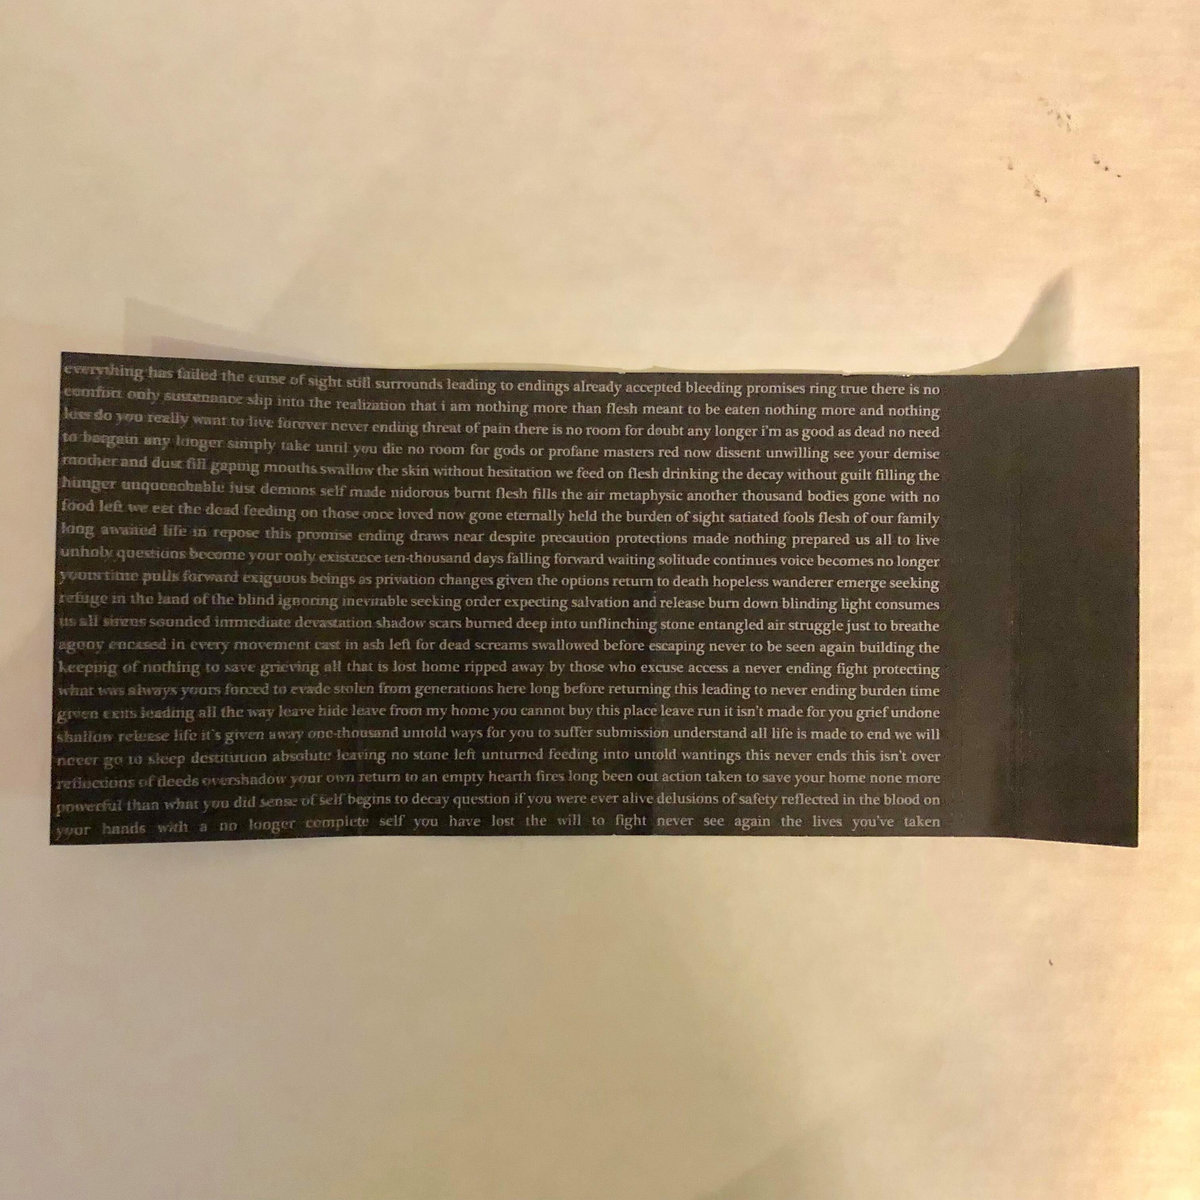 everything has failed the curse of sight still surrounds leading to endings already accepted bleeding promises ring true there is no
comfort only sustenance slip into the realization that i am nothing more than flesh meant to be eaten nothing more and nothing
less do you really want to live forever never ending threat of pain there is no room for doubt any longer i'm as good as dead no need
to bargain any longer simply take until you die no room for gods or profane masters red now dissent unwilling see your demise
mother and dust fill gaping mouths swallow the skin without hesitation we feed on flesh drinking the decay without guilt filling the
hunger unquenchable lust demons self made nidorous burnt flesh fills the air metaphysic another thousand bodies gone with no
food left we eat the dead feeding on those once loved now gone eternally held the burden of sight satiated fools flesh of our family
long awaited life in repose this promise ending draws near despite precaution protections made nothing prepared us all to live
unholy questions become your only existence ten-thousand days falling forward waiting solitude continues voice becomes no longer
yours time pulls forward exiguous beings as privation changes given the options return to death hopeless wanderer emerge seeking
refuge in the land of the blind ignoring inevitable seeking order expecting salvation and release burn down blinding light consumes
us all sirens sounded immediate devastation shadow scars burned deep into unflinching stone entangled air struggle just to breathe
agony encased in every movement cast in ash left for dead screams swallowed before escaping never to be seen again building the
keeping of nothing to save grieving all that is lost home ripped away by those who excuse access a never ending fight protecting
what was always yours forced to evade stolen from generations here long before returning this leading to never ending burden time
given exits leading all the way leave hide leave from my home you cannot buy this place leave run it isn't made for you grief undone
shallow release life it's given away one-thousand untold ways for you to suffer submission understand all life is made to end we will
never go to sleep destitution absolute leaving no stone left unturned feeding into untold wantings this never ends this isn't over
reflections of deeds overshadow your own return to an empty hearth fires long been out action taken to save your home none more
powerful than what you did sense of self begins to decay question if you were ever alive delusions of safety reflected in the blood on
your hands with a no longer complete self you have lost the will to fight never see again the lives you've taken